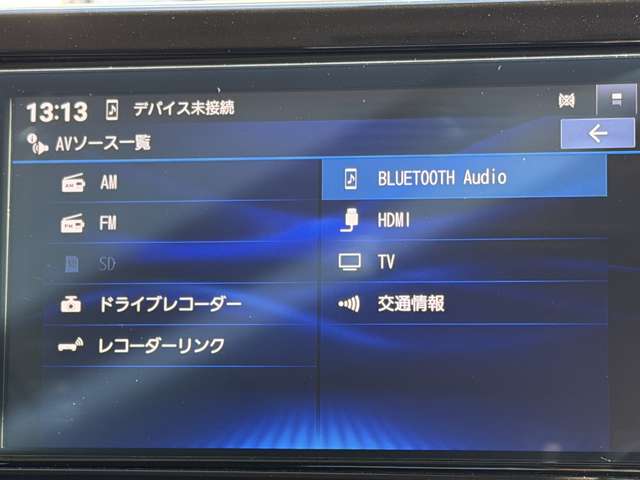 13:13 デバイス未接続
AVソース一覧
AM
FM
SD
ドライブレコーダー
レコーダーリンク
BLUETOOTH Audio
HDMI
TV
交通情報